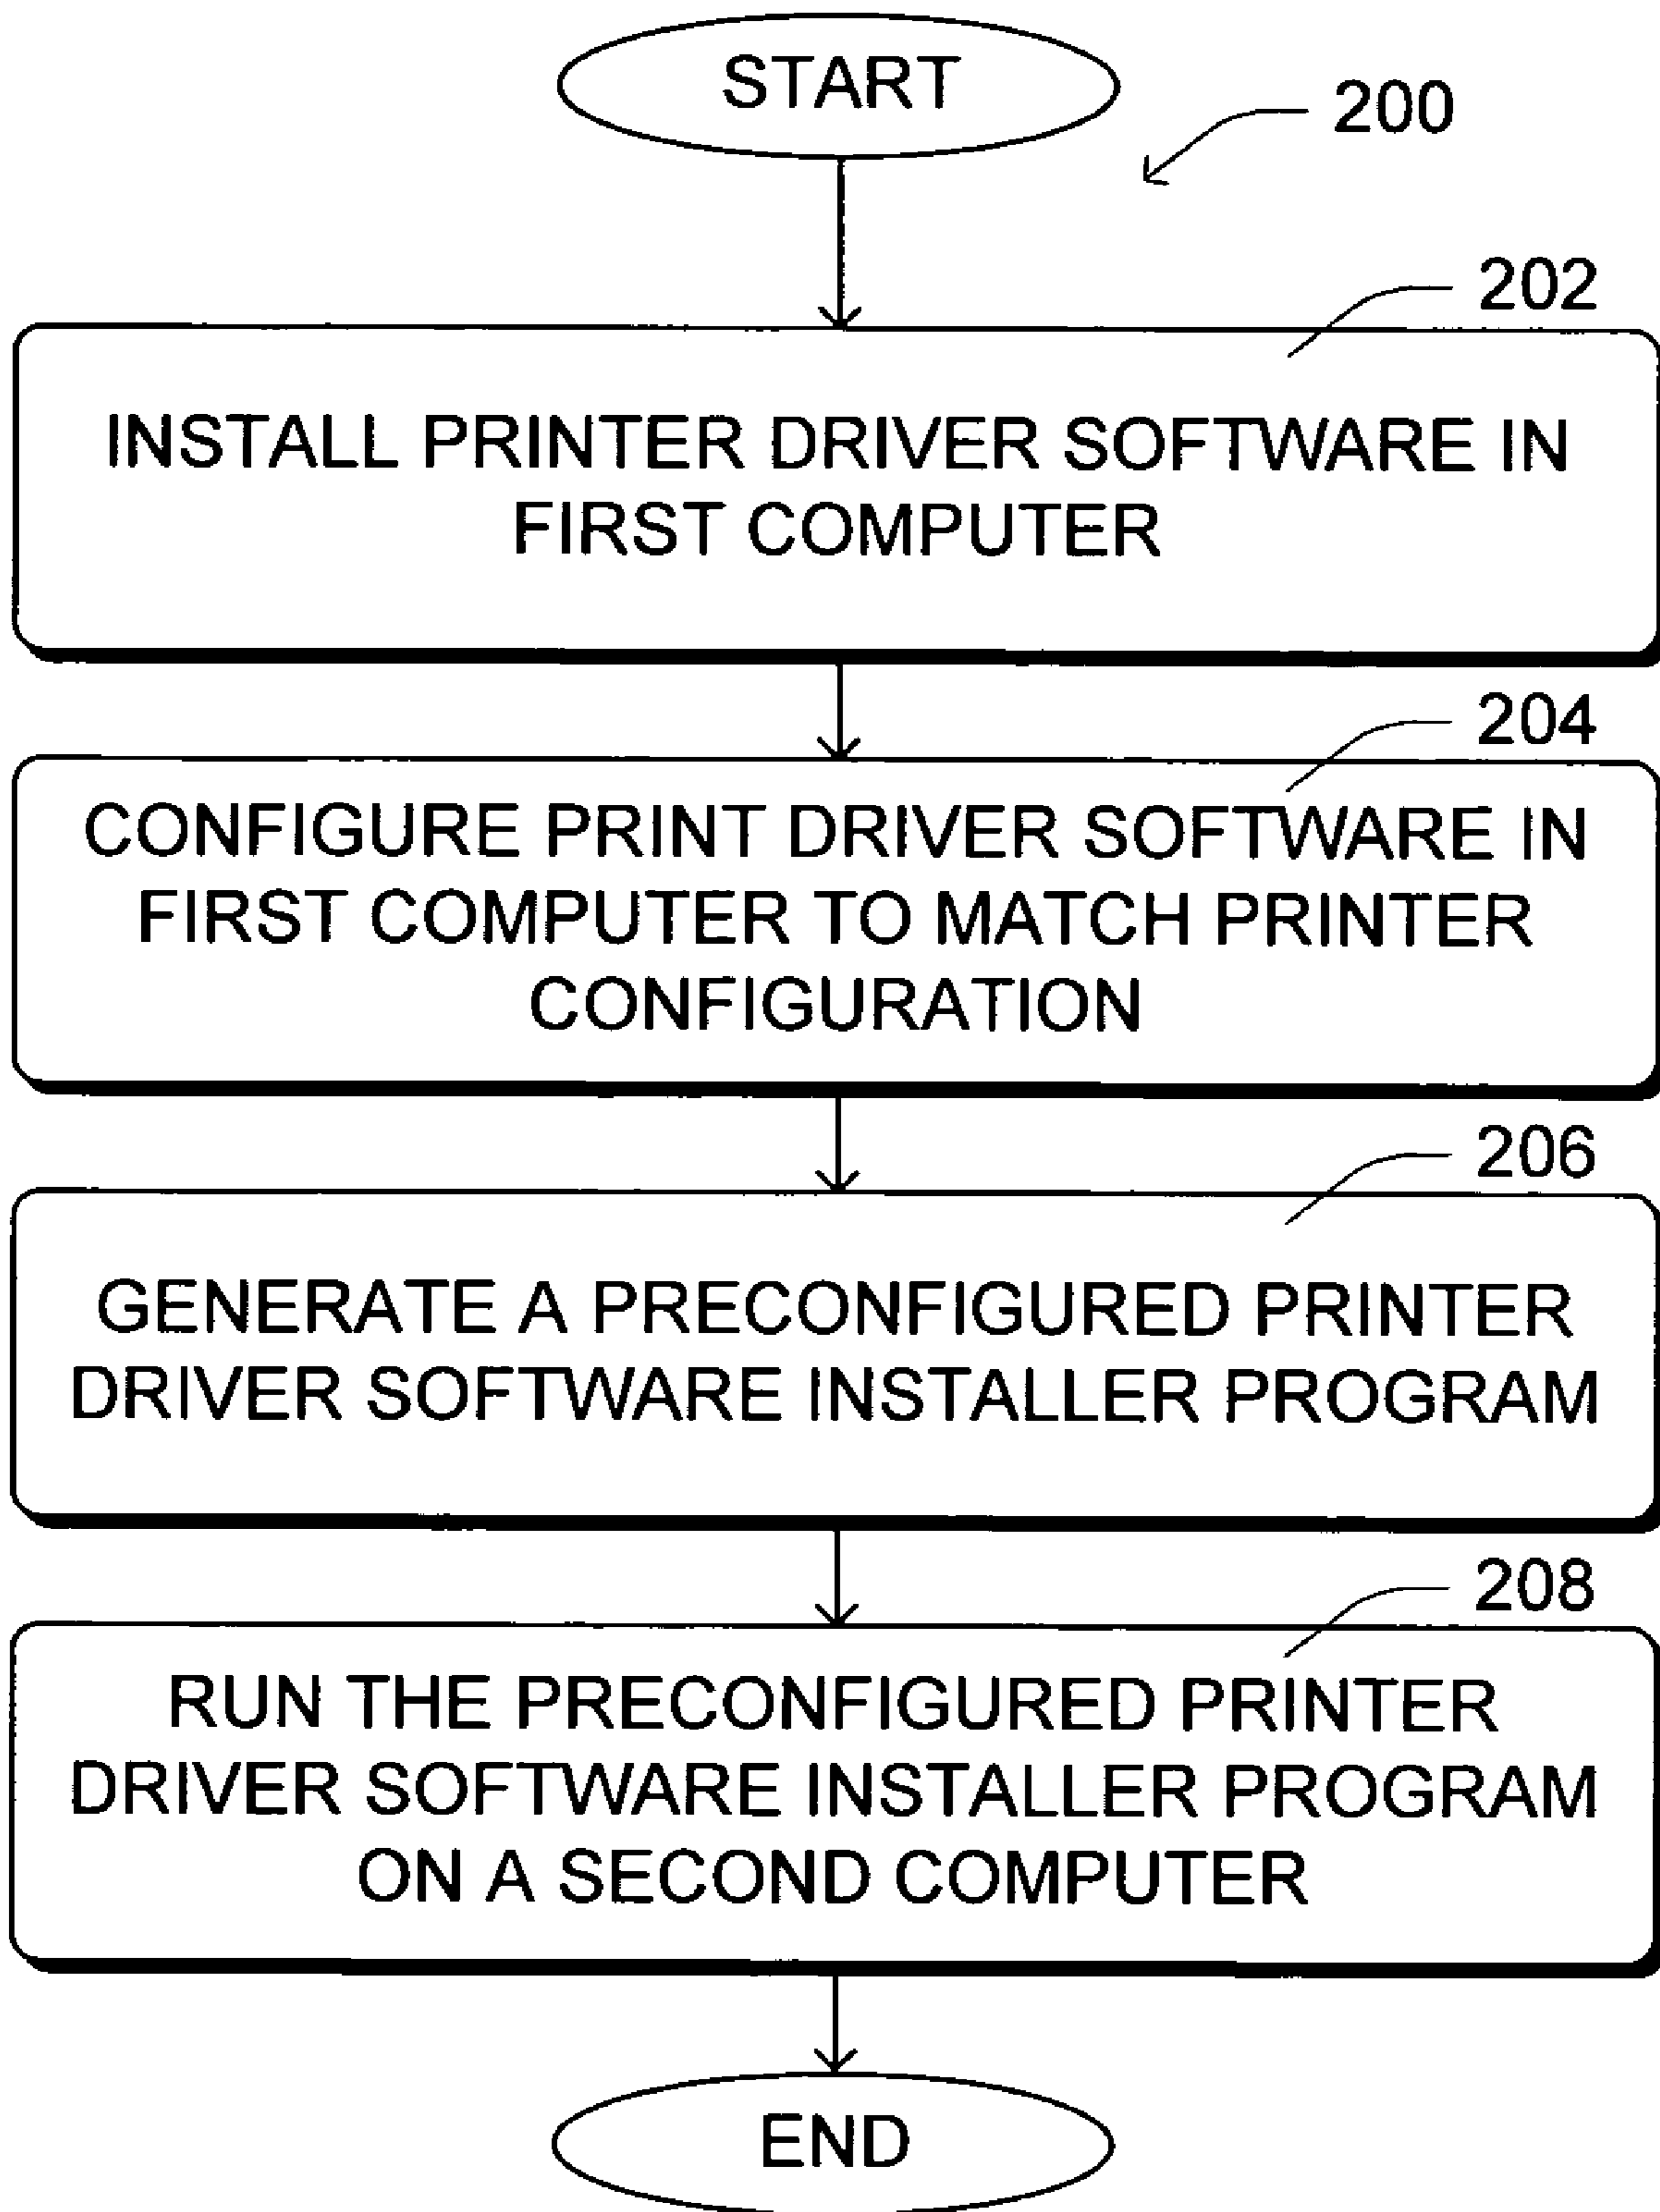 START
200
202
INSTALL PRINTER DRIVER SOFTWARE IN
FIRST COMPUTER
204
CONFIGURE PRINT DRIVER SOFTWARE IN
FIRST COMPUTER TO MATCH PRINTER
CONFIGURATION
206
GENERATE A PRECONFIGURED PRINTER
DRIVER SOFTWARE INSTALLER PROGRAM
208
RUN THE PRECONFIGURED PRINTER
DRIVER SOFTWARE INSTALLER PROGRAM
ON A SECOND COMPUTER
END